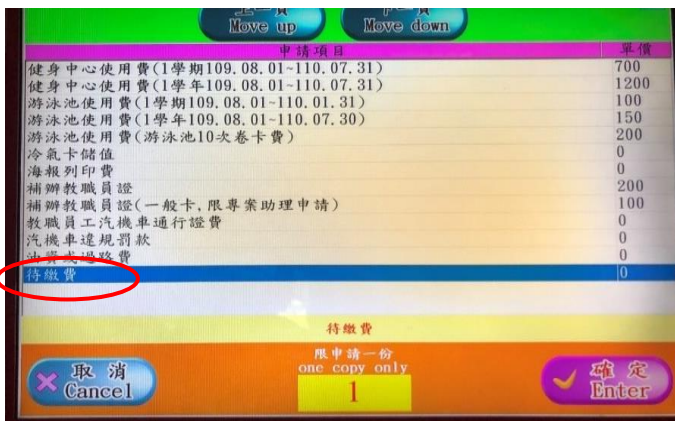 Move up Move down
申請項目 單價
健身中心使用費(1學期109.08.01~110.07.31) 700
健身中心使用費(1學年109.08.01~110.07.31) 1200
游泳池使用費(1學期109.08.01~110.01.31) 100
游泳池使用費(1學年109.08.01~110.07.30) 150
游泳池使用費(游泳池10次卷卡費) 200
冷氣卡儲值 0
海報列印費 0
補辦教職員證 200
補辦教職員證(一般卡,限專案助理申請) 100
教職員工汽機車通行證費 0
汽機車違規罰款 0
油資或過路費 0
待繳費 0
待繳費
限申請一份
one copy only
取消
Cancel
1
確定
Enter